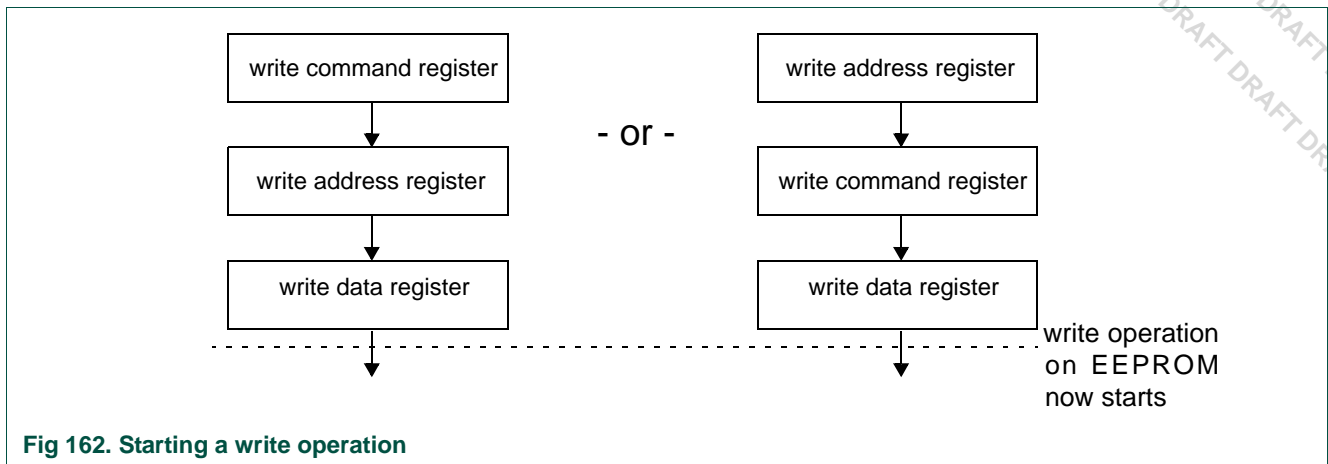 write command register
write address register
write data register
- or -
write address register
write command register
write data register
write operation
on EEPROM
now starts
Fig 162. Starting a write operation
DRAFT
DRAFT
DRAFT DRAFT